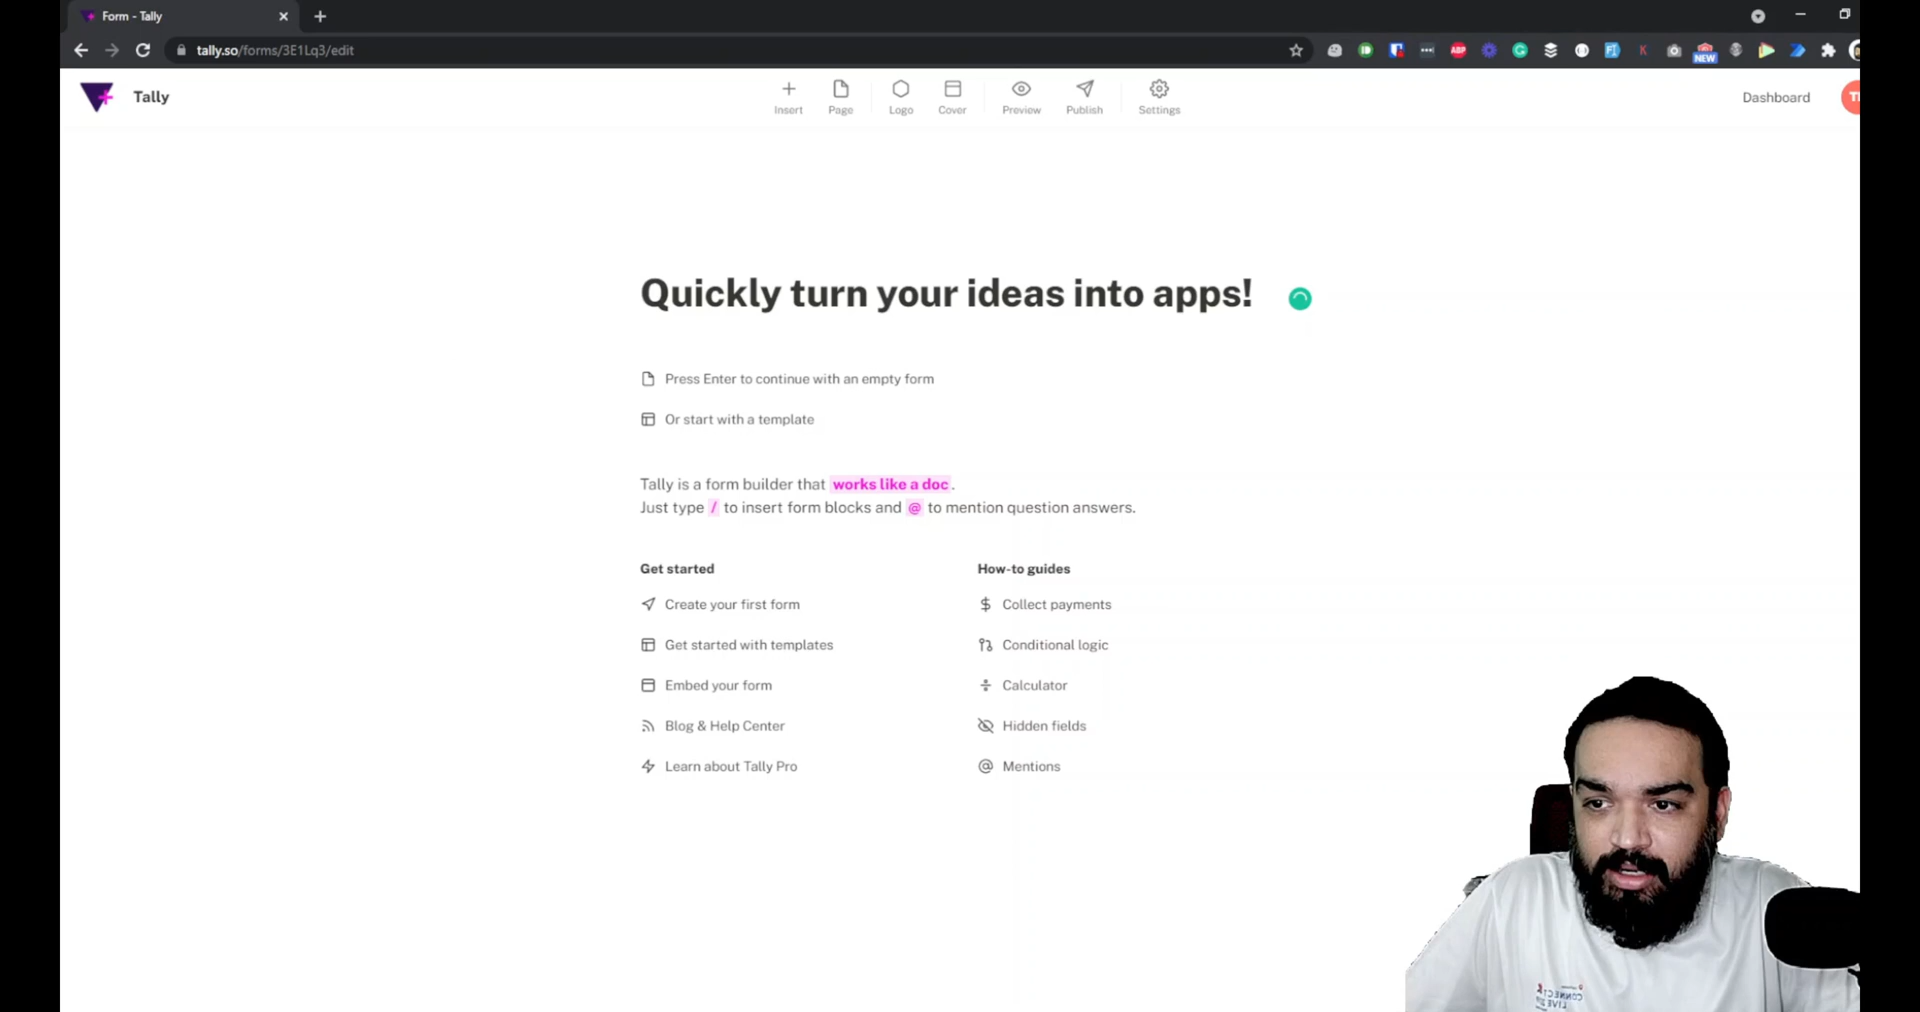 Form - Tally
tally.so/forms/3E1Lq3/edit
ABP
NEW
Tally
Insert
Page
Logo
Cover
Preview
Publish
Settings
Dashboard
Quickly turn your ideas into apps!
Press Enter to continue with an empty form
Or start with a template
Tally is a form builder that works like a doc.
Just type / to insert form blocks and @ to mention question answers.
Get started
How-to guides
Create your first form
Collect payments
Get started with templates
Conditional logic
Embed your form
Calculator
Blog & Help Center
Hidden fields
Learn about Tally Pro
Mentions
CONNECT
LIVE